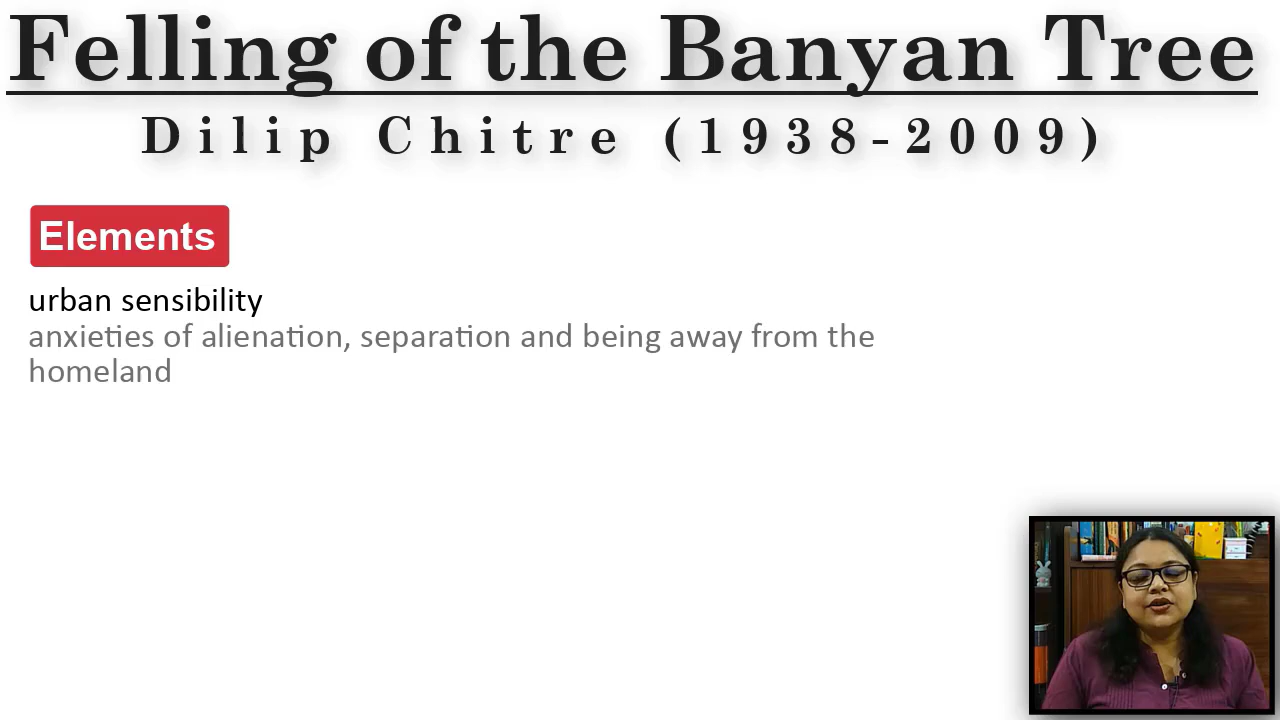 Felling of the Banyan Tree
Dilip Chitre (1938-2009)
Elements
urban sensibility
anxieties of alienation, separation and being away from the
homeland